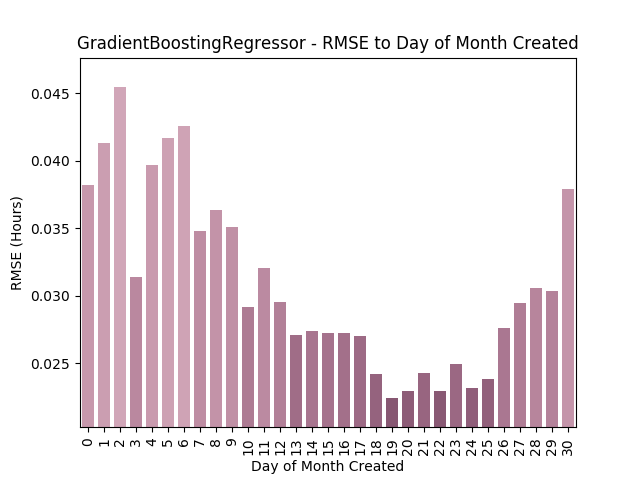 GradientBoostingRegressor - RMSE to Day of Month Created
0.045
0.040
0.035
0.030
0.025
RMSE (Hours)
0 1 2 3 4 5 6 7 8 9 10 11 12 13 14 15 16 17 18 19 20 21 22 23 24 25 26 27 28 29 30
Day of Month Created